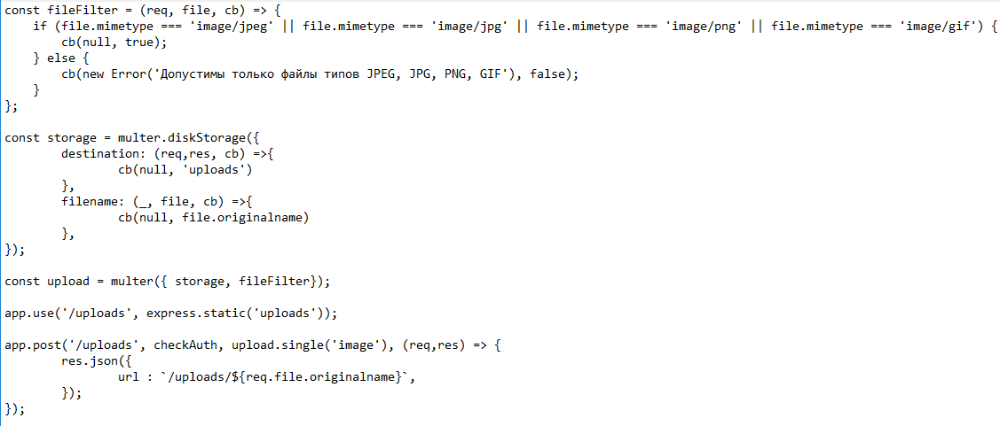 const fileFilter = (req, file, cb) => {
    if (file.mimetype === 'image/jpeg' || file.mimetype === 'image/jpg' || file.mimetype === 'image/png' || file.mimetype === 'image/gif') {
        cb(null, true);
    } else {
        cb(new Error('Допустимы только файлы типов JPEG, JPG, PNG, GIF'), false);
    }
};

const storage = multer.diskStorage({
        destination: (req,res, cb) =>{
                cb(null, 'uploads')
        },
        filename: (_, file, cb) =>{
                cb(null, file.originalname)
        },
});

const upload = multer({ storage, fileFilter});

app.use('/uploads', express.static('uploads'));

app.post('/uploads', checkAuth, upload.single('image'), (req,res) => {
        res.json({
                url : `/uploads/${req.file.originalname}`,
        });
});